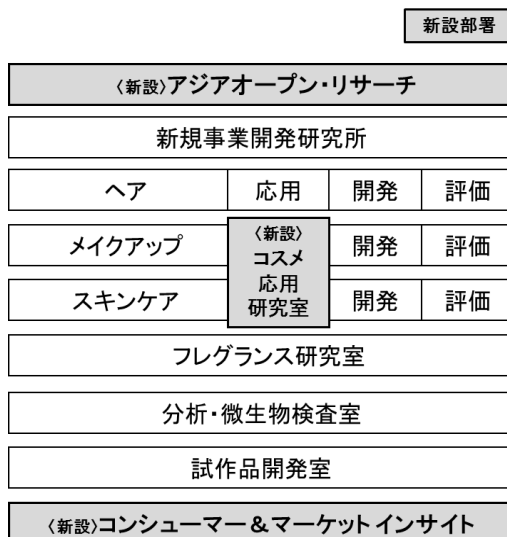 新設部署
〈新設〉アジアオープン・リサーチ
新規事業開発研究所
ヘア 応用 開発 評価
メイクアップ 〈新設〉 開発 評価
コスメ
応用
スキンケア 研究室 開発 評価
フレグランス研究室
分析・微生物検査室
試作品開発室
〈新設〉コンシューマー&マーケット インサイト